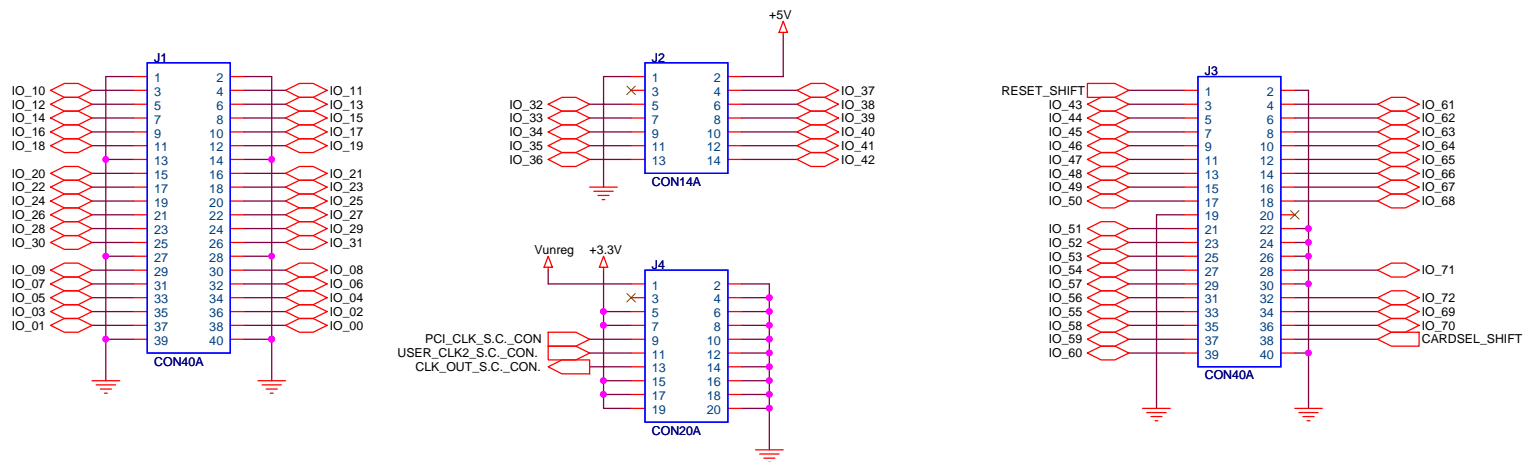 J1
1 2
IO_10 3 4 IO_11
IO_12 5 6 IO_13
IO_14 7 8 IO_15
IO_16 9 10 IO_17
IO_18 11 12 IO_19
13 14
IO_20 15 16 IO_21
IO_22 17 18 IO_23
IO_24 19 20 IO_25
IO_26 21 22 IO_27
IO_28 23 24 IO_29
IO_30 25 26 IO_31
27 28
IO_09 29 30 IO_08
IO_07 31 32 IO_06
IO_05 33 34 IO_04
IO_03 35 36 IO_02
IO_01 37 38 IO_00
39 40
CON40A
+5V
J2
1 2
3 4 IO_37
IO_32 5 6 IO_38
IO_33 7 8 IO_39
IO_34 9 10 IO_40
IO_35 11 12 IO_41
IO_36 13 14 IO_42
CON14A
Vunreg +3.3V
J4
1 2
3 4
5 6
7 8
PCI_CLK_S.C._CON 9 10
USER_CLK2_S.C._CON. 11 12
CLK_OUT_S.C._CON. 13 14
15 16
17 18
19 20
CON20A
J3
RESET_SHIFT 1 2
IO_43 3 4 IO_61
IO_44 5 6 IO_62
IO_45 7 8 IO_63
IO_46 9 10 IO_64
IO_47 11 12 IO_65
IO_48 13 14 IO_66
IO_49 15 16 IO_67
IO_50 17 18 IO_68
19 20
IO_51 21 22
IO_52 23 24
IO_53 25 26
IO_54 27 28 IO_71
IO_57 29 30
IO_56 31 32 IO_72
IO_55 33 34 IO_69
IO_58 35 36 IO_70
IO_59 37 38 CARDSEL_SHIFT
IO_60 39 40
CON40A